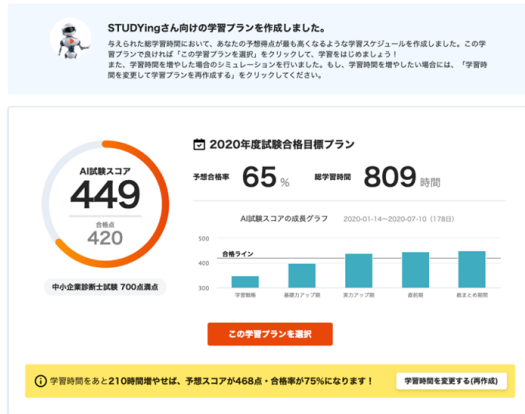 STUDYingさん向けの学習プランを作成しました。
与えられた総学習時間において、あなたの予想得点が最も高くなるような学習スケジュールを作成しました。この学
習プランで良ければ「この学習プランを選択」をクリックして、学習をはじめましょう！
また、学習時間を増やした場合のシミュレーションを行いました。もし、学習時間を増やしたい場合には、「学習時
間を変更して学習プランを再作成する」をクリックしてください。
2020年度試験合格目標プラン
AI試験スコア
449
合格点
420
中小企業診断士試験 700点満点
予想合格率 65 % 総学習時間 809 時間
AI試験スコアの成長グラフ 2020-01-14〜2020-07-10（178日）
500
合格ライン
400
300
学習戦略 基礎力アップ期 実力アップ期 直前期 総まとめ期間
この学習プランを選択
学習時間をあと210時間増やせば、予想スコアが468点・合格率が75%になります！ 学習時間を変更する(再作成)